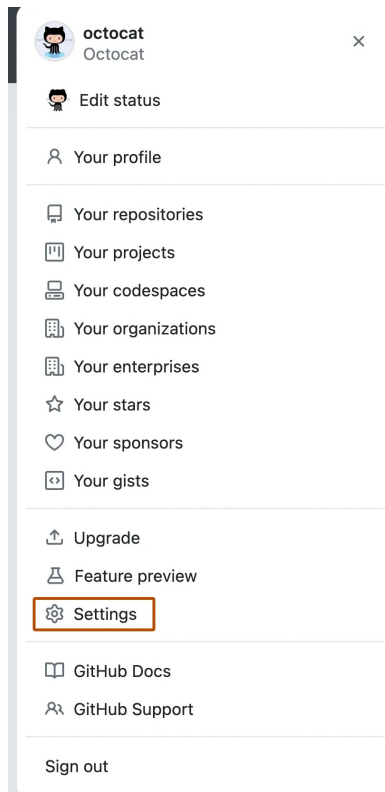 octocat
Octocat
Edit status
Your profile
Your repositories
Your projects
Your codespaces
Your organizations
Your enterprises
Your stars
Your sponsors
Your gists
Upgrade
Feature preview
Settings
GitHub Docs
GitHub Support
Sign out